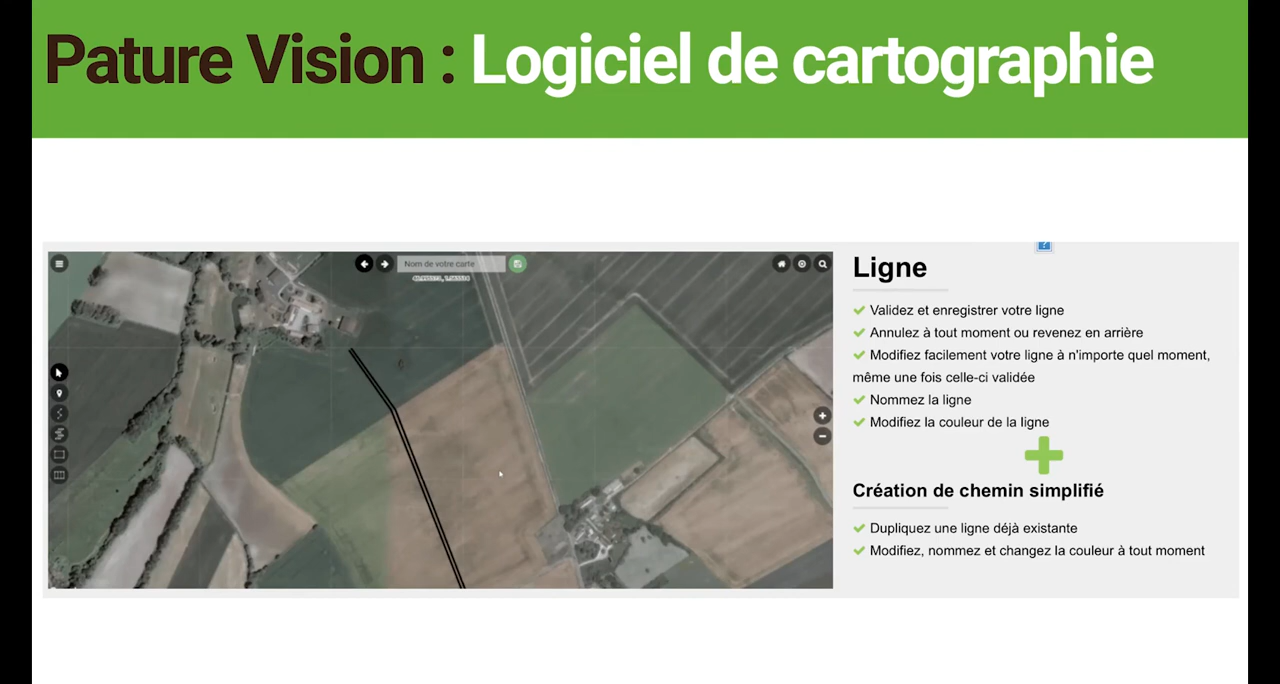 Pature Vision : Logiciel de cartographie
Nom de votre carte
Ligne
Validez et enregistrer votre ligne
Annulez à tout moment ou revenez en arrière
Modifiez facilement votre ligne à n'importe quel moment,
même une fois celle-ci validée
Nommez la ligne
Modifiez la couleur de la ligne
Création de chemin simplifié
Dupliquez une ligne déjà existante
Modifiez, nommez et changez la couleur à tout moment